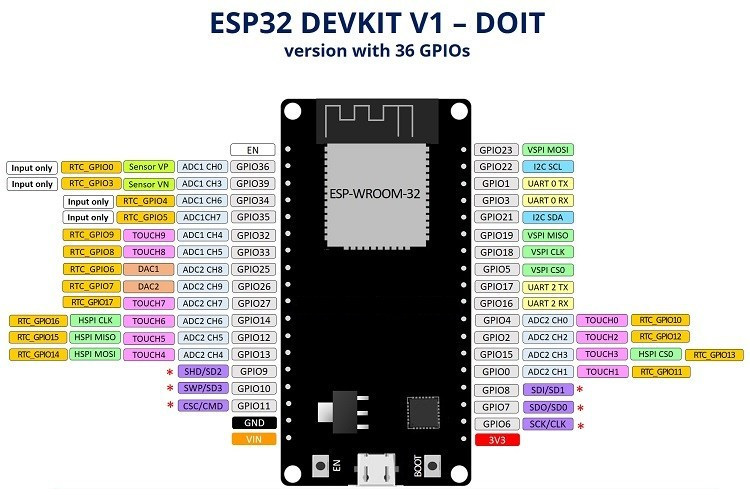 ESP32 DEVKIT V1 – DOIT
version with 36 GPIOs
EN GPIO23 VSPI MOSI
Input only RTC_GPIO0 Sensor VP ADC1 CH0 GPIO36 GPIO22 I2C SCL
Input only RTC_GPIO3 Sensor VN ADC1 CH3 GPIO39 GPIO1 UART 0 TX
Input only RTC_GPIO4 ADC1 CH6 GPIO34 GPIO3 UART 0 RX
Input only RTC_GPIO5 ADC1CH7 GPIO35 GPIO21 I2C SDA
ESP-WROOM-32
RTC_GPIO9 TOUCH9 ADC1 CH4 GPIO32 GPIO19 VSPI MISO
RTC_GPIO8 TOUCH8 ADC1 CH5 GPIO33 GPIO18 VSPI CLK
RTC_GPIO6 DAC1 ADC2 CH8 GPIO25 GPIO5 VSPI CS0
RTC_GPIO7 DAC2 ADC2 CH9 GPIO26 GPIO17 UART 2 TX
RTC_GPIO17 TOUCH7 ADC2 CH7 GPIO27 GPIO16 UART 2 RX
RTC_GPIO16 HSPI CLK TOUCH6 ADC2 CH6 GPIO14 GPIO4 ADC2 CH0 TOUCH0 RTC_GPIO10
RTC_GPIO15 HSPI MISO TOUCH5 ADC2 CH5 GPIO12 GPIO2 ADC2 CH2 TOUCH2 RTC_GPIO12
RTC_GPIO14 HSPI MOSI TOUCH4 ADC2 CH4 GPIO13 GPIO15 ADC2 CH3 TOUCH3 HSPI CS0 RTC_GPIO13
* SHD/SD2 GPIO9 GPIO0 ADC2 CH1 TOUCH1 RTC_GPIO11
* SWP/SD3 GPIO10 GPIO8 SDI/SD1 *
* CSC/CMD GPIO11 GPIO7 SDO/SD0 *
GND GPIO6 SCK/CLK *
VIN 3V3
EN BOOT